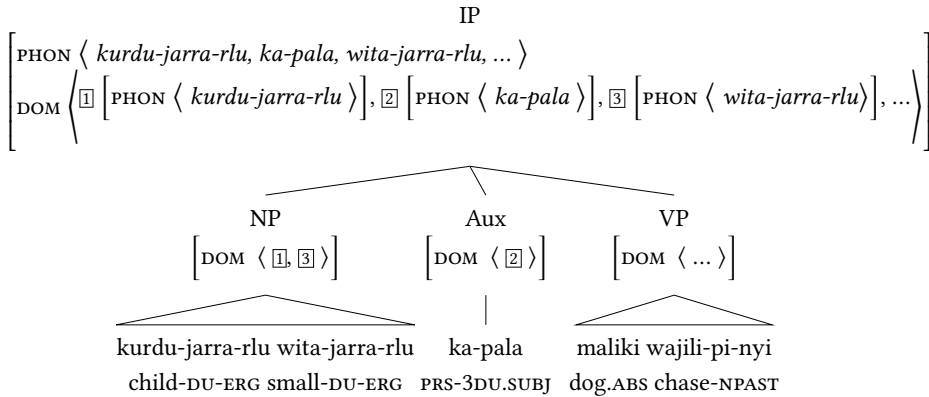 IP
PHON ⟨ kurdu-jarra-rlu, ka-pala, wita-jarra-rlu, … ⟩
DOM ⟨ 1 [PHON ⟨ kurdu-jarra-rlu ⟩], 2 [PHON ⟨ ka-pala ⟩], 3 [PHON ⟨ wita-jarra-rlu⟩], …⟩
NP Aux VP
[DOM ⟨ 1, 3 ⟩] [DOM ⟨ 2 ⟩] [DOM ⟨ … ⟩]
kurdu-jarra-rlu wita-jarra-rlu ka-pala maliki wajili-pi-nyi
child-DU-ERG small-DU-ERG PRS-3DU.SUBJ dog.ABS chase-NPAST